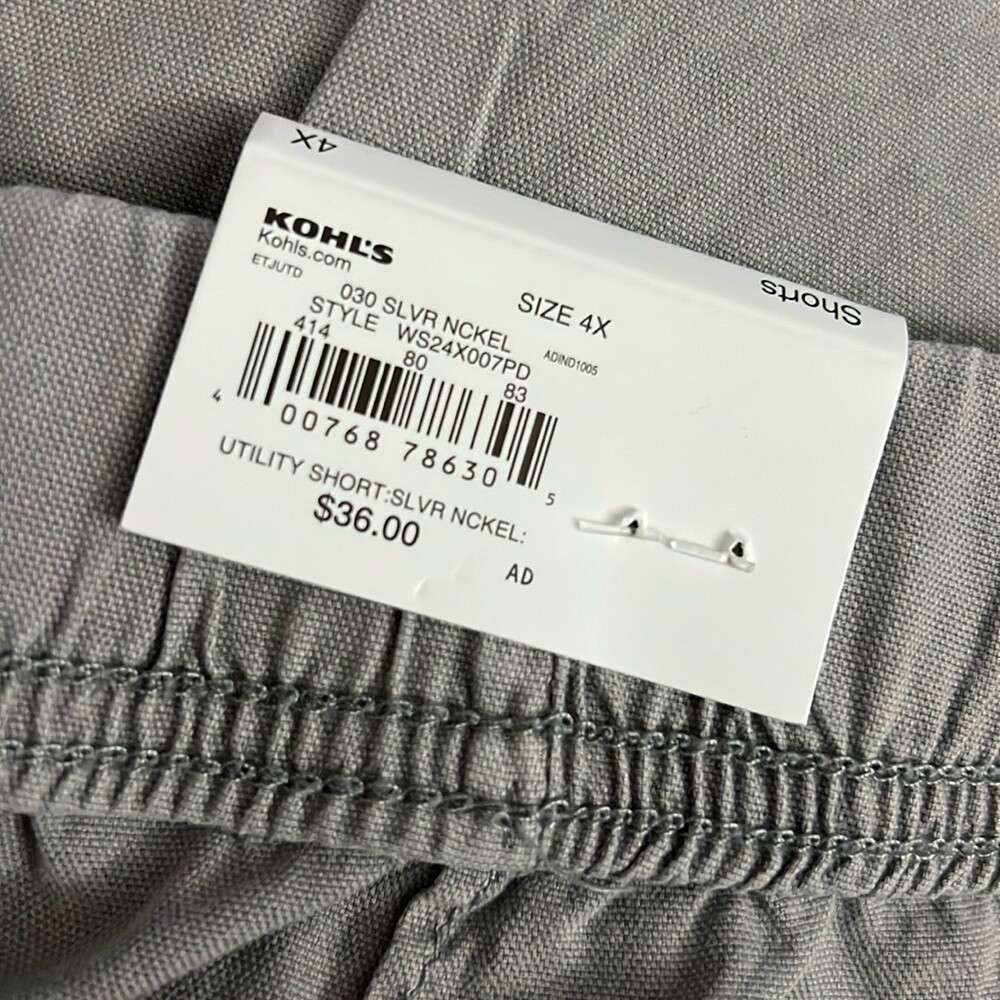 4X
Shorts
KOHL'S
Kohls.com
ETJUTD
SIZE 4X
030 SLVR NCKEL
STYLE WS24X007PD
ADIND1005
414 80 83
4 00768 78630 5
UTILITY SHORT:SLVR NCKEL:
$36.00
AD